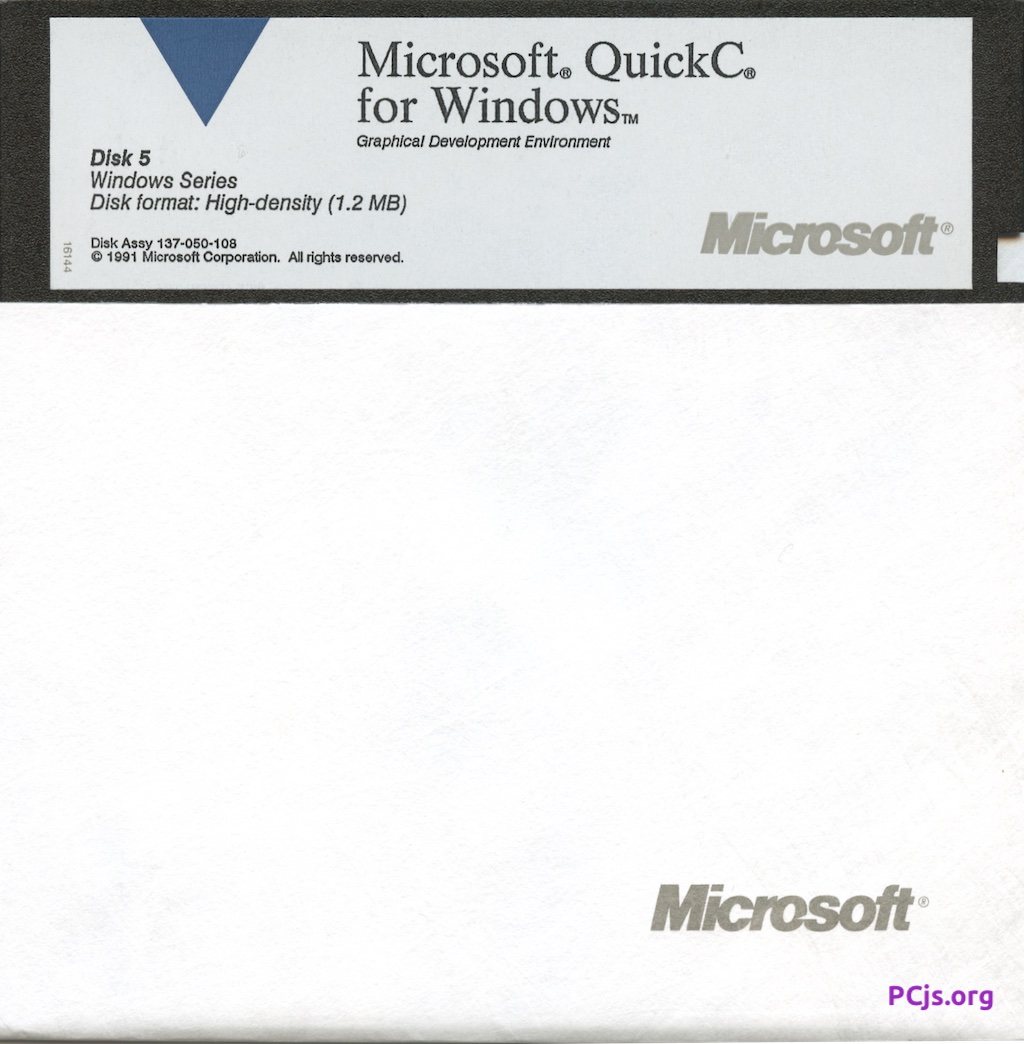 Microsoft® QuickC®
for Windows™
Graphical Development Environment
Disk 5
Windows Series
Disk format: High-density (1.2 MB)
Microsoft®
Disk Assy 137-050-108
© 1991 Microsoft Corporation. All rights reserved.
16144
Microsoft®
PCjs.org